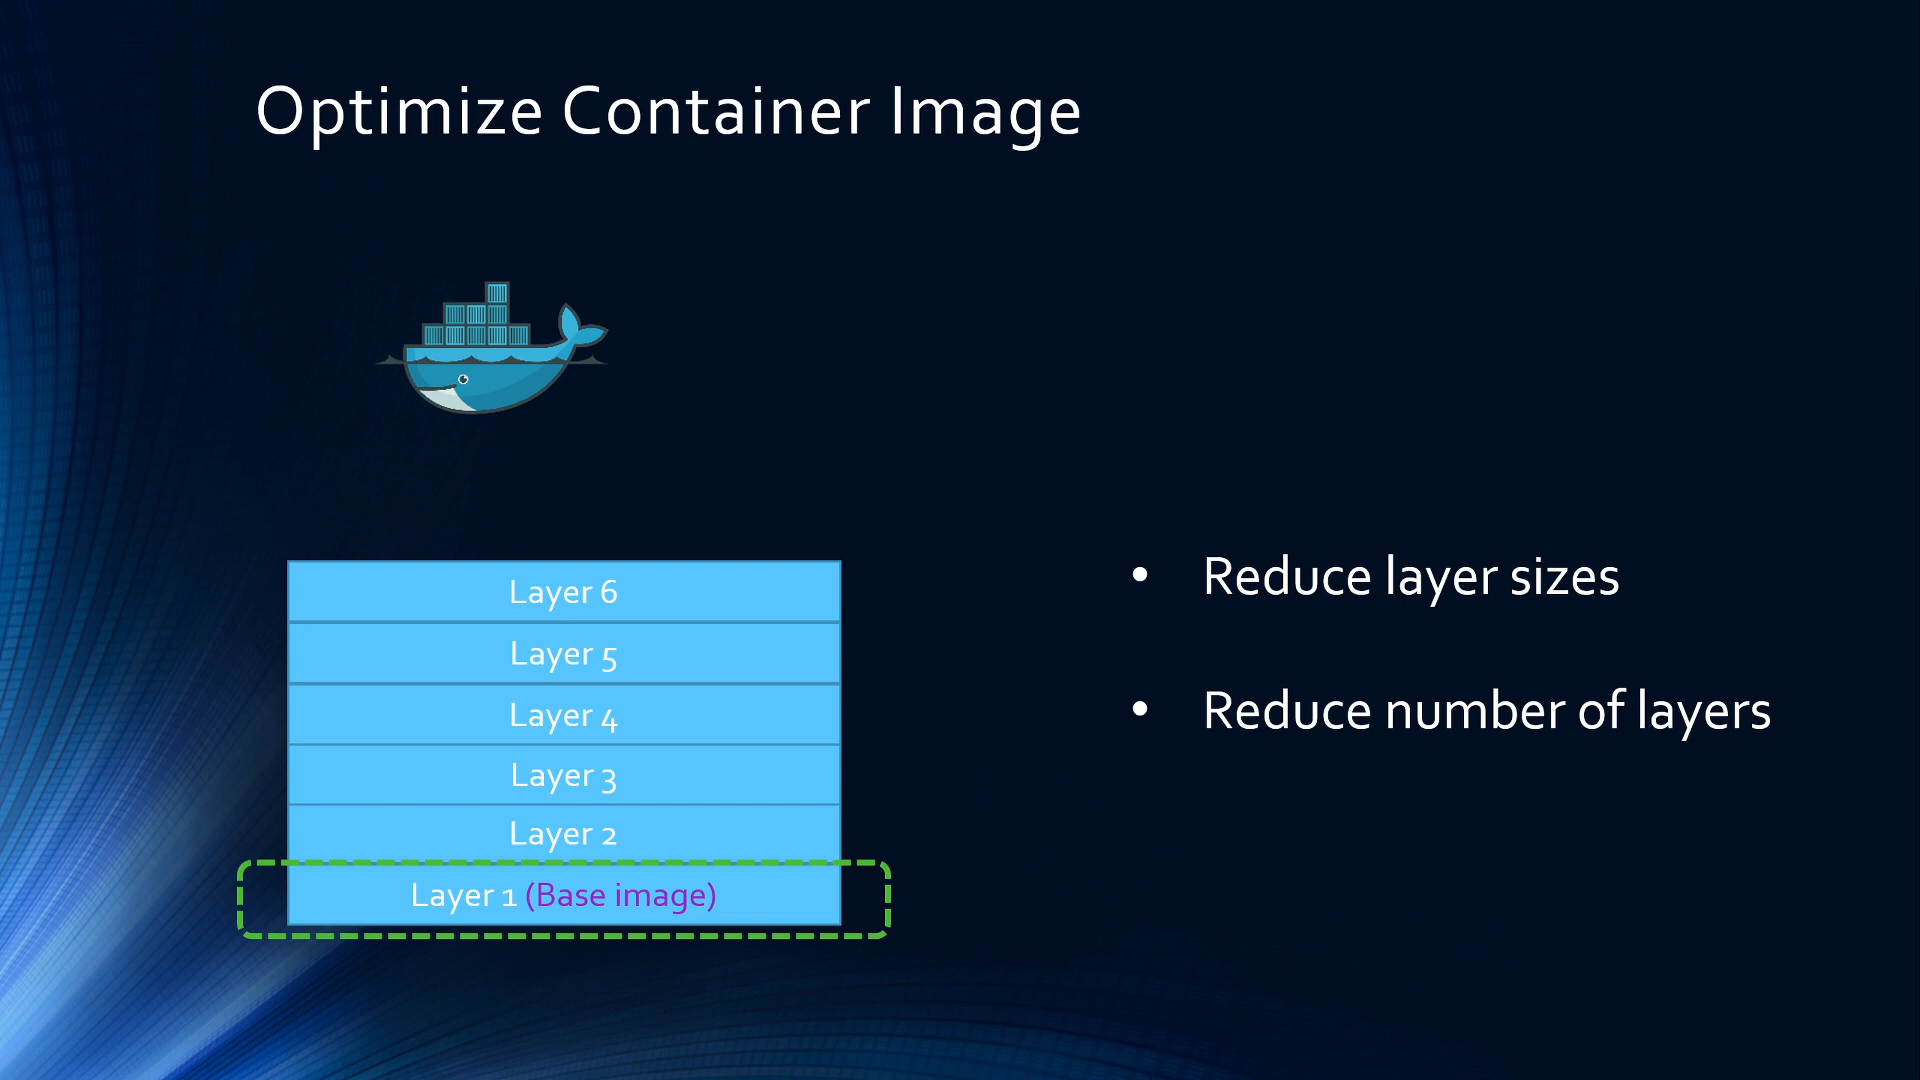 Optimize Container Image
Layer 6
Layer 5
Layer 4
Layer 3
Layer 2
Layer 1 (Base image)
• Reduce layer sizes
• Reduce number of layers